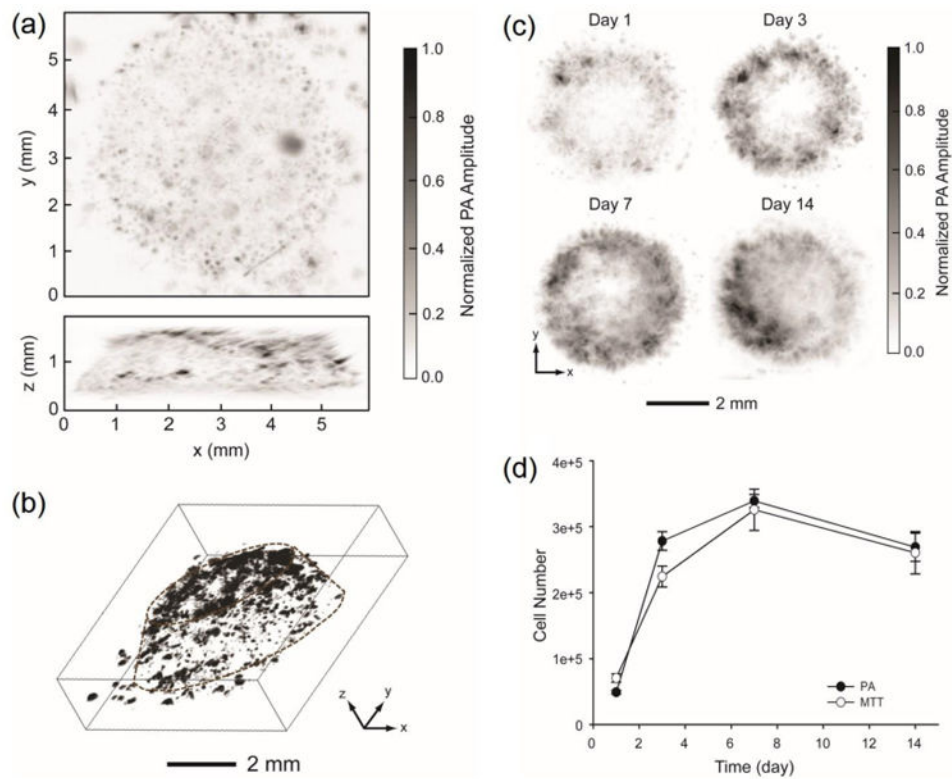 (a)
5
4
3
2
1
0
y (mm)
1.0
0.8
0.6
0.4
0.2
0.0
Normalized PA Amplitude
1
0
z (mm)
0
1
2
3
4
5
x (mm)
(b)
z
y
x
2 mm
(c)
Day 1
Day 3
Day 7
Day 14
y
x
2 mm
1.0
0.8
0.6
0.4
0.2
0.0
Normalized PA Amplitude
(d)
4e+5
3e+5
2e+5
1e+5
0
Cell Number
PA
MTT
0 2 4 6 8 10 12 14
Time (day)